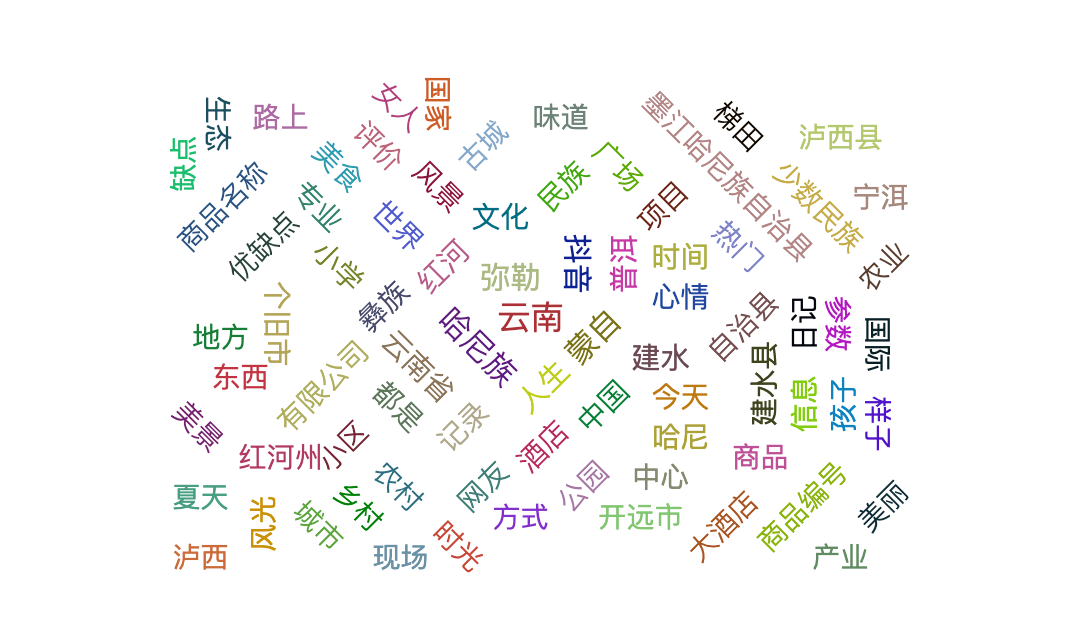 国家
女人
生态
路上
味道
墨江哈尼族自治县
梯田
泸西县
缺点
美食
评价
古城
广场
商品名称
专业
风景
民族
少数民族
宁洱
优缺点
世界
文化
项目
热门
小学
红河
弥勒
抖音
普洱
时间
农业
心情
个旧市
彝族
云南
蒙自
自治县
日记
参数
国际
地方
哈尼族
建水
东西
有限公司
云南省
人生
建水县
美景
都是
记录
中国
今天
信息
孩子
样子
红河州
小区
酒店
哈尼
商品
夏天
风光
城市
乡村
农村
网友
公园
中心
方式
开远市
大酒店
商品编号
美丽
泸西
现场
时光
产业